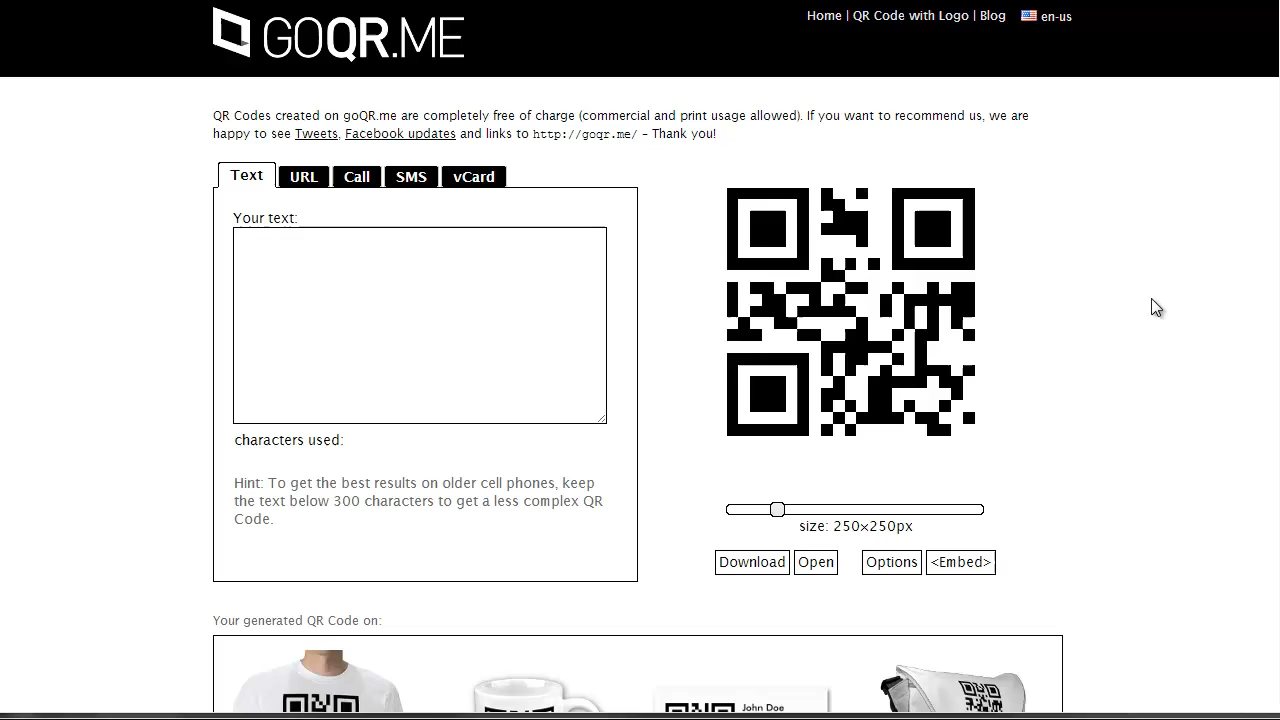 GOQR.ME
Home | QR Code with Logo | Blog en-us
QR Codes created on goQR.me are completely free of charge (commercial and print usage allowed). If you want to recommend us, we are
happy to see Tweets, Facebook updates and links to http://goqr.me/ – Thank you!
Text URL Call SMS vCard
Your text:
characters used:
Hint: To get the best results on older cell phones, keep
the text below 300 characters to get a less complex QR
Code.
size: 250×250px
Download Open Options <Embed>
Your generated QR Code on:
John Doe